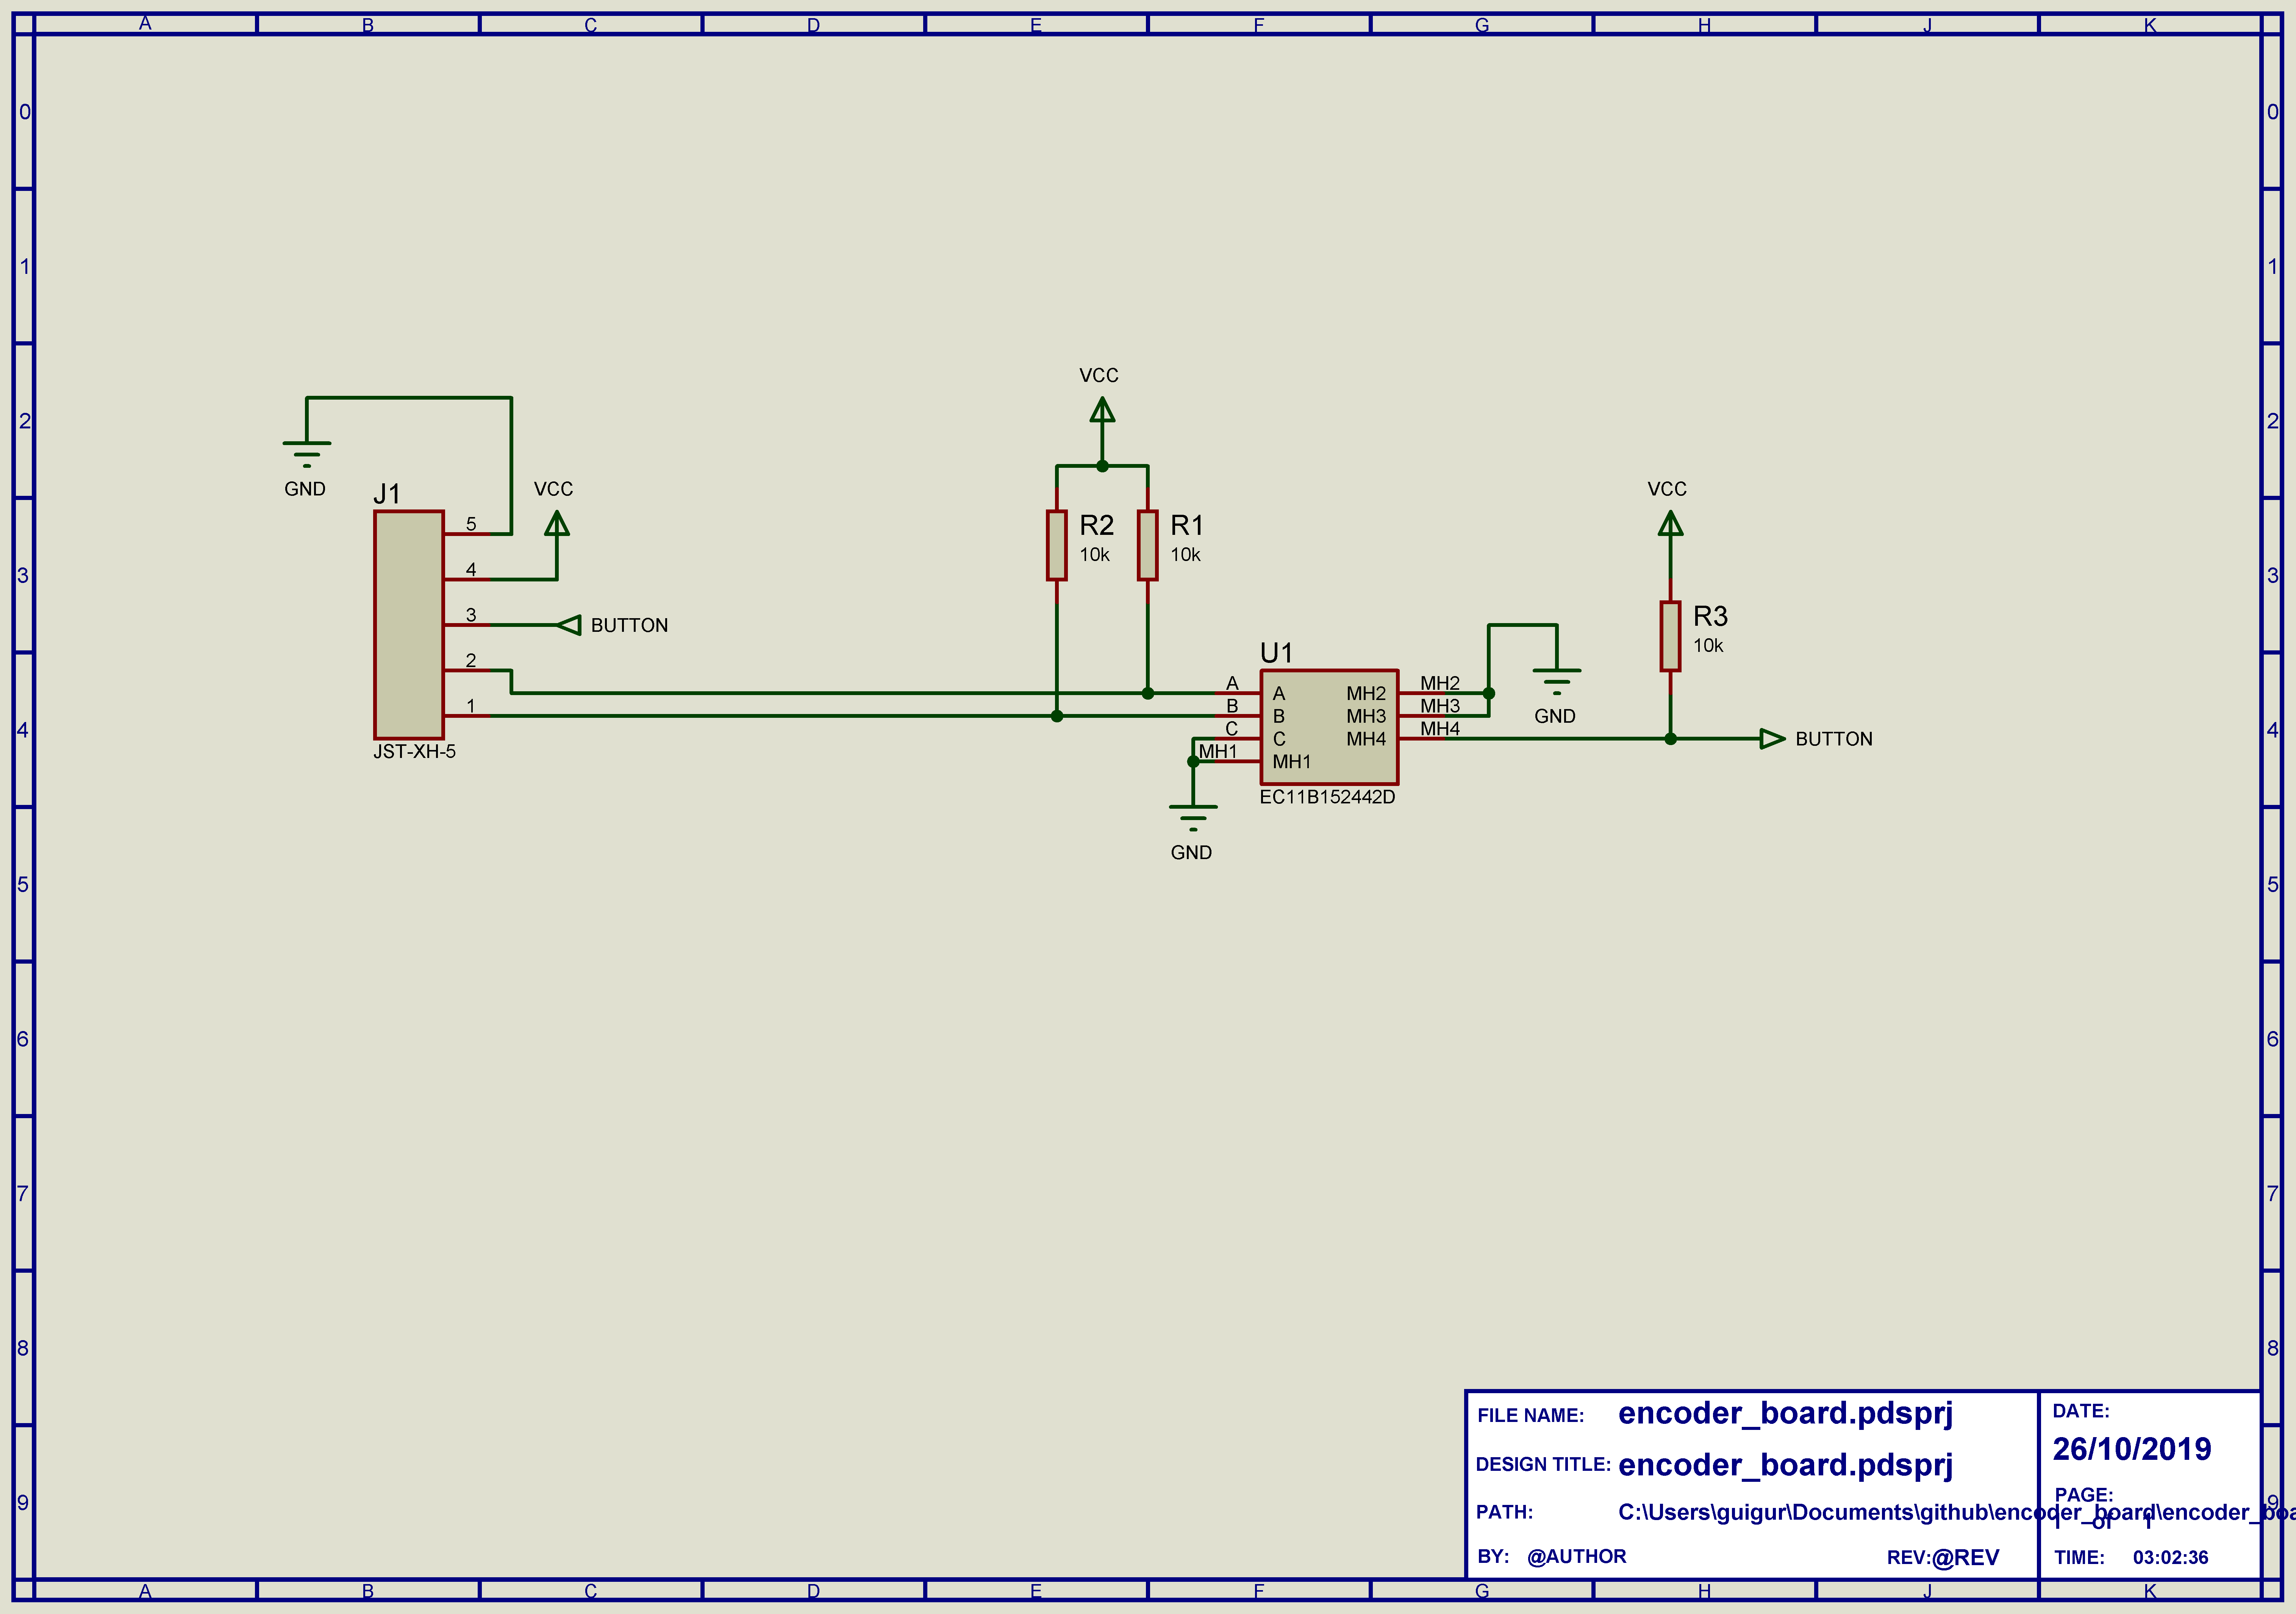 A B C D E F G H J K
0 0
1 1
VCC
2 2
GND
J1
VCC
VCC
5
R2
R1
10k
10k
4
3 3
3
BUTTON
R3
10k
U1
2
A A MH2 MH2
1
B B MH3 MH3
GND
C C MH4 MH4
BUTTON
4 4
JST-XH-5
MH1 MH1
EC11B152442D
GND
5 5
6 6
7 7
8 8
FILE NAME: encoder_board.pdsprj
DATE:
26/10/2019
DESIGN TITLE: encoder_board.pdsprj
PAGE:
9 9
PATH: C:\Users\guigur\Documents\github\encoder_board\encoder_boa
of 1
BY: @AUTHOR REV:@REV
TIME: 03:02:36
A B C D E F G H J K